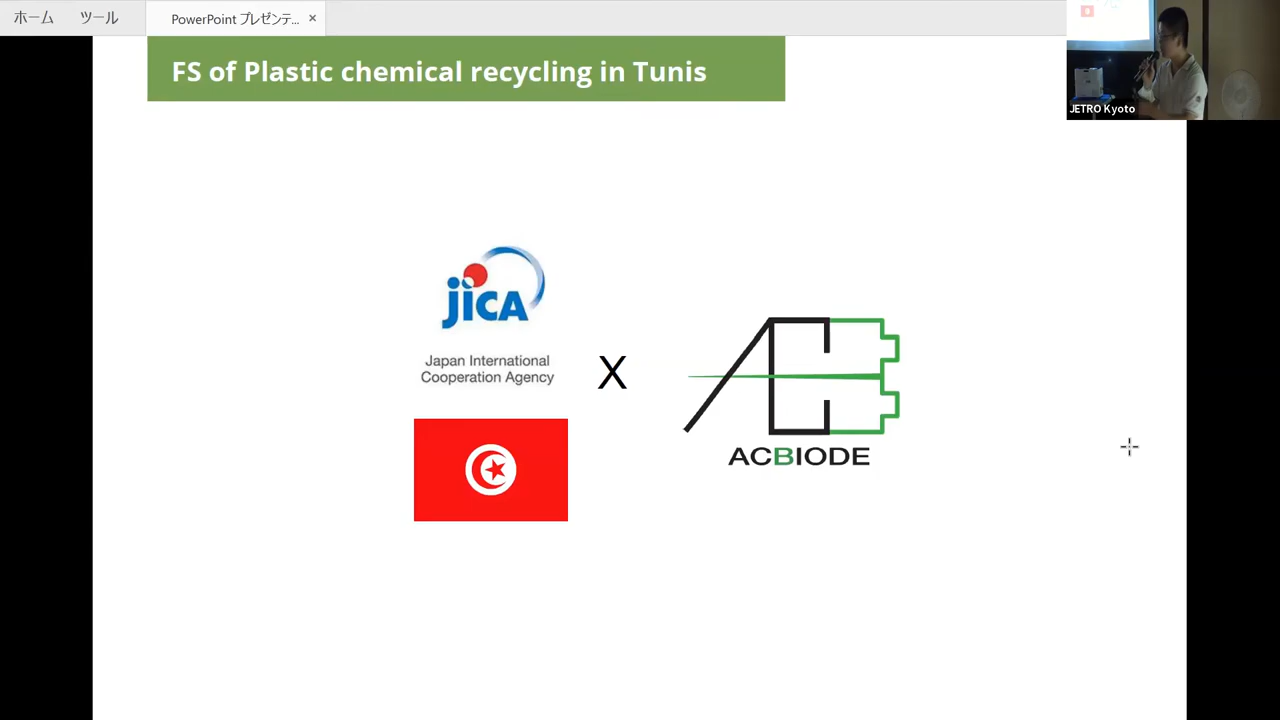 ホーム ツール PowerPoint プレゼンテ... ×
FS of Plastic chemical recycling in Tunis
JETRO Kyoto
jICA
Japan International
Cooperation Agency
X
ACBIODE